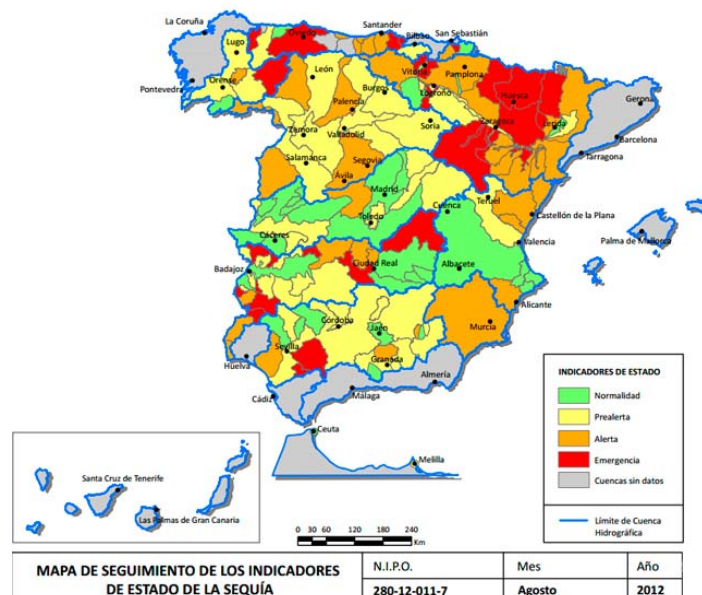 La Coruña
Lugo
Oviedo
Santander
Bilbao
San Sebastián
Vitoria
Pamplona
León
Pontevedra
Orense
Burgos
Logroño
Huesca
Gerona
Palencia
Zamora
Valladolid
Soria
Zaragoza
Lérida
Barcelona
Tarragona
Salamanca
Segovia
Ávila
Madrid
Teruel
Cuenca
Castellón de la Plana
Toledo
Cáceres
Valencia
Palma de Mallorca
Badajoz
Ciudad Real
Albacete
Alicante
Murcia
Córdoba
Jaén
Sevilla
Huelva
Granada
Almería
Cádiz
Málaga
Ceuta
Melilla
Santa Cruz de Tenerife
Las Palmas de Gran Canaria
INDICADORES DE ESTADO
Normalidad
Prealerta
Alerta
Emergencia
Cuencas sin datos
Límite de Cuenca
Hidrográfica
0 30 60 120 180 240
Km
MAPA DE SEGUIMIENTO DE LOS INDICADORES
DE ESTADO DE LA SEQUÍA
N.I.P.O. Mes Año
280-12-011-7 Agosto 2012